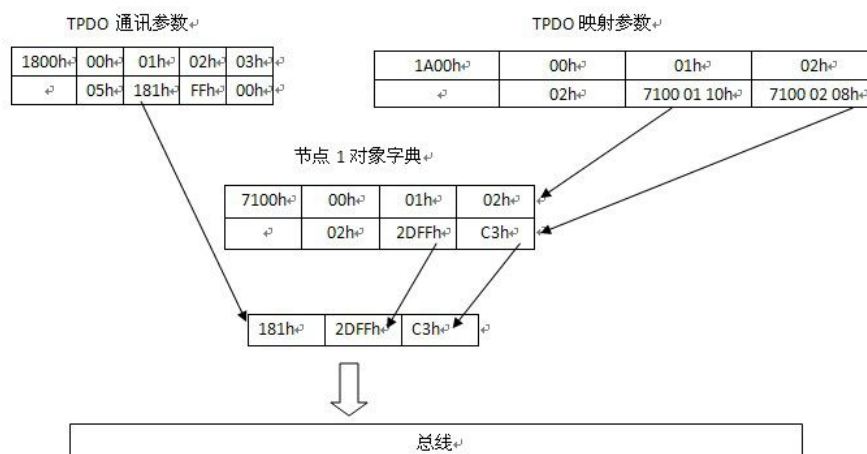 TPDO 通讯参数
1800h 00h 01h 02h 03h
05h 181h FFh 00h
TPDO 映射参数
1A00h 00h 01h 02h
02h 7100 01 10h 7100 02 08h
节点 1 对象字典
7100h 00h 01h 02h
02h 2DFFh C3h
181h 2DFFh C3h
总线